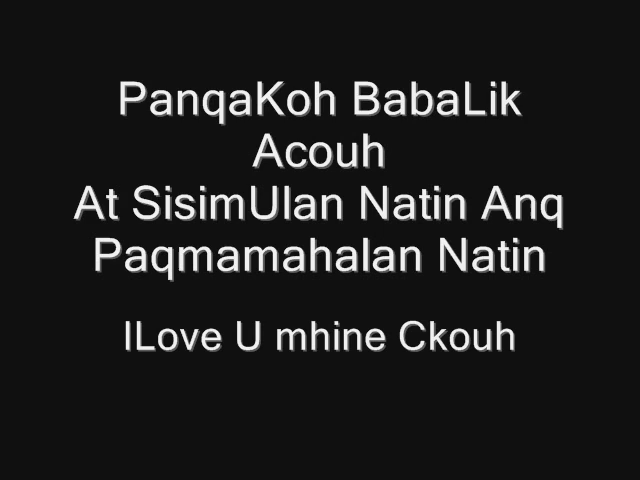 PanqaKoh BabaLik
Acouh
At SisimUlan Natin Anq
Paqmamahalan Natin
ILove U mhine Ckouh